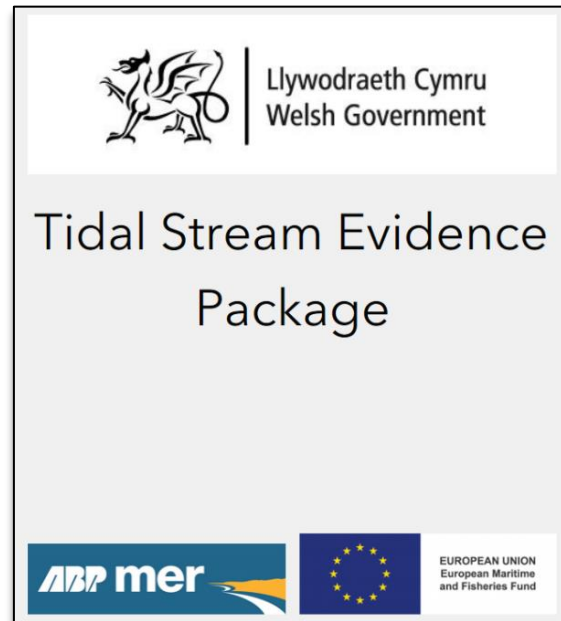 Llywodraeth Cymru
Welsh Government
Tidal Stream Evidence
Package
ABP mer
EUROPEAN UNION
European Maritime
and Fisheries Fund